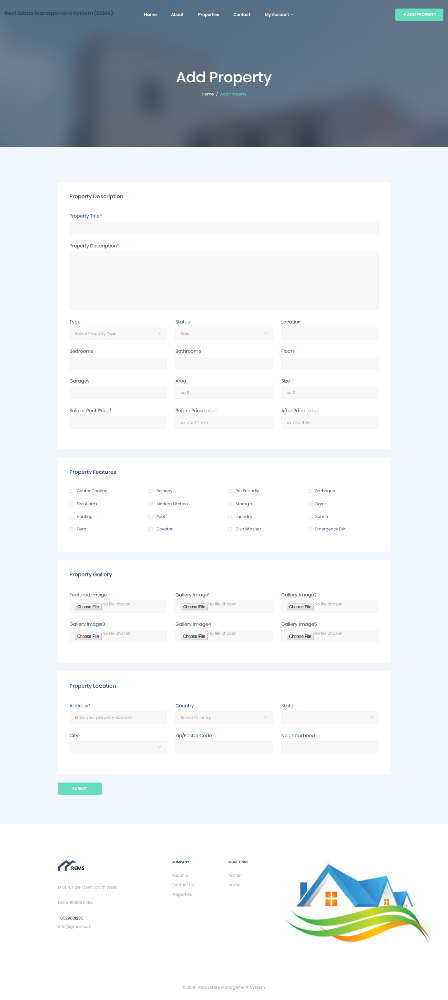 Real Estate Management System (REMS)
Home About Properties Contact My Account
+ ADD PROPERTY
Add Property
Home / Add Property
Property Description
Property Title*
Property Description*
Type Status Location
Select Property Type Sale
Bedrooms Bathrooms Floors
Garages Area Size
sq ft sq ft
Sale or Rent Price* Before Price Label After Price Label
ex: start from ex: monthly
Property Features
Center Cooling Balcony Pet Friendly Barbeque
Fire Alarm Modern Kitchen Storage Dryer
Heating Pool Laundry Sauna
Gym Elevator Dish Washer Emergency Exit
Property Gallery
Featured Image Gallery Image1 Gallery Image2
Choose File No file chosen Choose File No file chosen Choose File No file chosen
Gallery Image3 Gallery Image4 Gallery Image5
Choose File No file chosen Choose File No file chosen Choose File No file chosen
Property Location
Address* Country State
Enter your property address Select Country
City Zip/Postal Code Neighborhood
SUBMIT
REMS
D-204, Hole Town South West,
Delhi-110096,India
+8529631235
info@gmail.com
COMPANY
About us
Contact us
Properties
MORE LINKS
Admin
Home
© 2019 , Real Estate Management System.